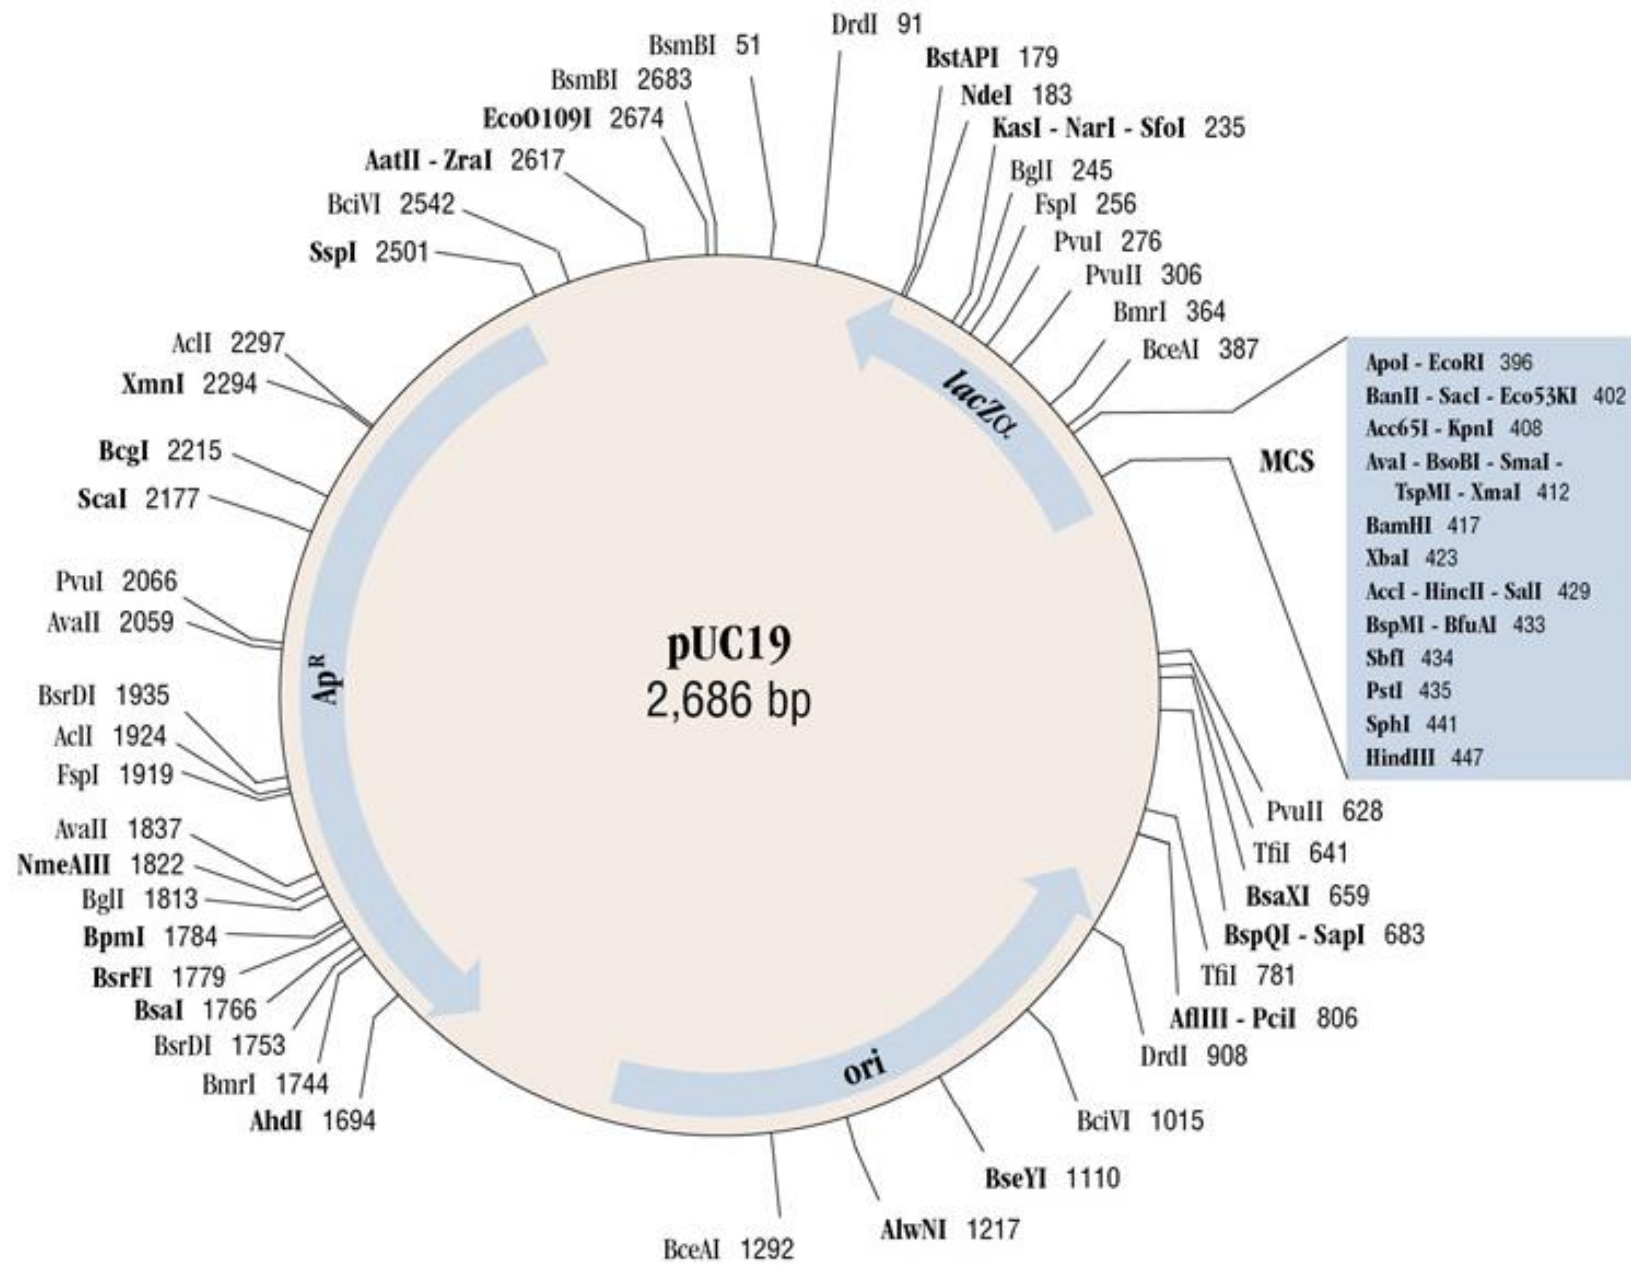 DrdI 91
BsmBI 51
BstAPI 179
BsmBI 2683
NdeI 183
EcoO109I 2674
KasI - NarI - SfoI 235
AatII - ZraI 2617
BglI 245
BciVI 2542
FspI 256
SspI 2501
PvuI 276
PvuII 306
BmrI 364
AclI 2297
BceAI 387
XmnI 2294
BcgI 2215
ScaI 2177
PvuI 2066
AvaII 2059
BsrDI 1935
AclI 1924
FspI 1919
AvaII 1837
NmeAIII 1822
BglI 1813
BpmI 1784
BsrFI 1779
BsaI 1766
BsrDI 1753
BmrI 1744
AhdI 1694
lacZα
ApR
pUC19
2,686 bp
ori
MCS
ApoI - EcoRI 396
BanII - SacI - Eco53KI 402
Acc65I - KpnI 408
AvaI - BsoBI - SmaI -
TspMI - XmaI 412
BamHI 417
XbaI 423
AccI - HincII - SalI 429
BspMI - BfuAI 433
SbfI 434
PstI 435
SphI 441
HindIII 447
PvuII 628
TfiI 641
BsaXI 659
BspQI - SapI 683
TfiI 781
AflIII - PciI 806
DrdI 908
BciVI 1015
BseYI 1110
AlwNI 1217
BceAI 1292